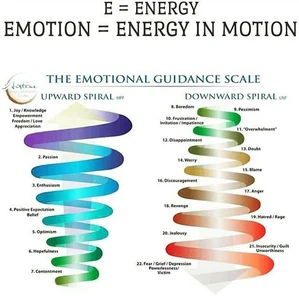 E = ENERGY
EMOTION = ENERGY IN MOTION
THE EMOTIONAL GUIDANCE SCALE
UPWARD SPIRAL
1. Joy / Knowledge
Empowerment
Freedom / Love
Appreciation
2. Passion
3. Enthusiasm
4. Positive Expectation
Belief
5. Optimism
6. Hopefulness
7. Contentment
DOWNWARD SPIRAL
8. Boredom
9. Pessimism
10. Frustration /
Irritation / Impatience
11. "Overwhelment"
12. Disappointment
13. Doubt
14. Worry
15. Blame
16. Discouragement
17. Anger
18. Revenge
19. Hatred / Rage
20. Jealousy
21. Insecurity / Guilt
Unworthiness
22. Fear / Grief / Depression
Powerlessness/
Victim